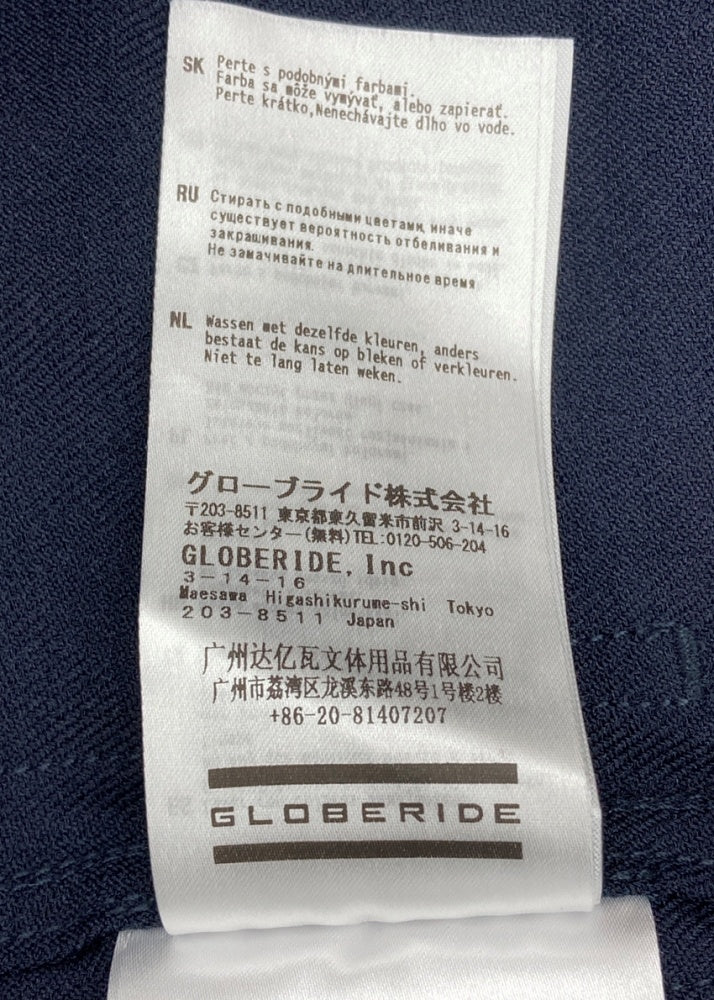 SK Perte s podobnými farbami.
Farba sa môže vymývať, alebo zapierať.
Perte krátko,Nenechávajte dlho vo vode.
RU Стирать с подобными цветами, иначе
существует вероятность отбеливания и
закрашивания.
Не замачивайте на длительное время
NL Wassen met dezelfde kleuren, anders
bestaat de kans op bleken of verkleuren.
Niet te lang laten weken.
グローブライド株式会社
〒203-8511 東京都東久留米市前沢 3-14-16
お客様センター(無料)TEL:0120-506-204
GLOBERIDE, Inc
3-14-16
Maesawa Higashikurume-shi Tokyo
203-8511 Japan
广州达亿瓦文体用品有限公司
广州市荔湾区龙溪东路48号1号楼2楼
+86-20-81407207
GLOBERIDE